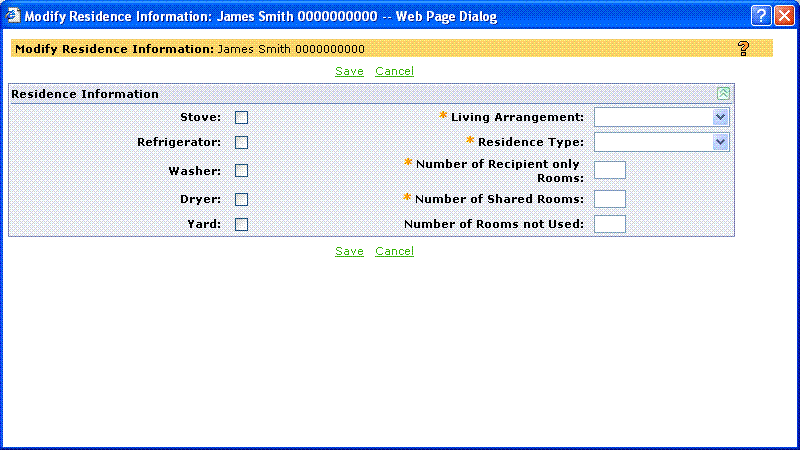 Modify Residence Information: James Smith 0000000000 -- Web Page Dialog
Modify Residence Information: James Smith 0000000000
Save Cancel
Residence Information
Stove: * Living Arrangement:
Refrigerator: * Residence Type:
Washer: * Number of Recipient only
Rooms:
Dryer: * Number of Shared Rooms:
Yard: Number of Rooms not Used:
Save Cancel